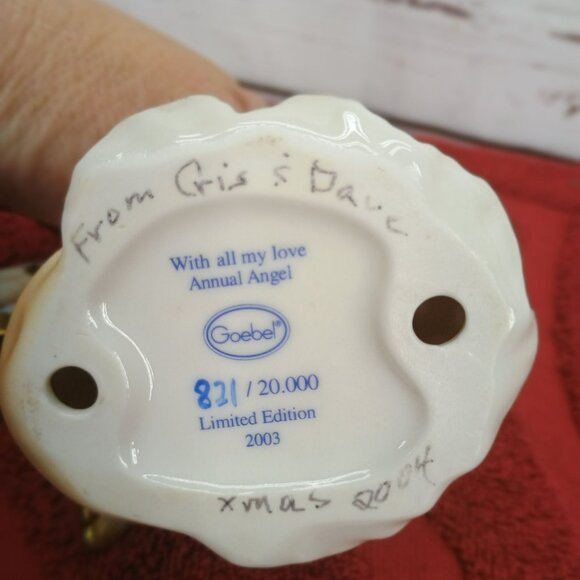 From Cris & Dave
With all my love
Annual Angel
Goebel®
821 / 20.000
Limited Edition
2003
xmas 2004